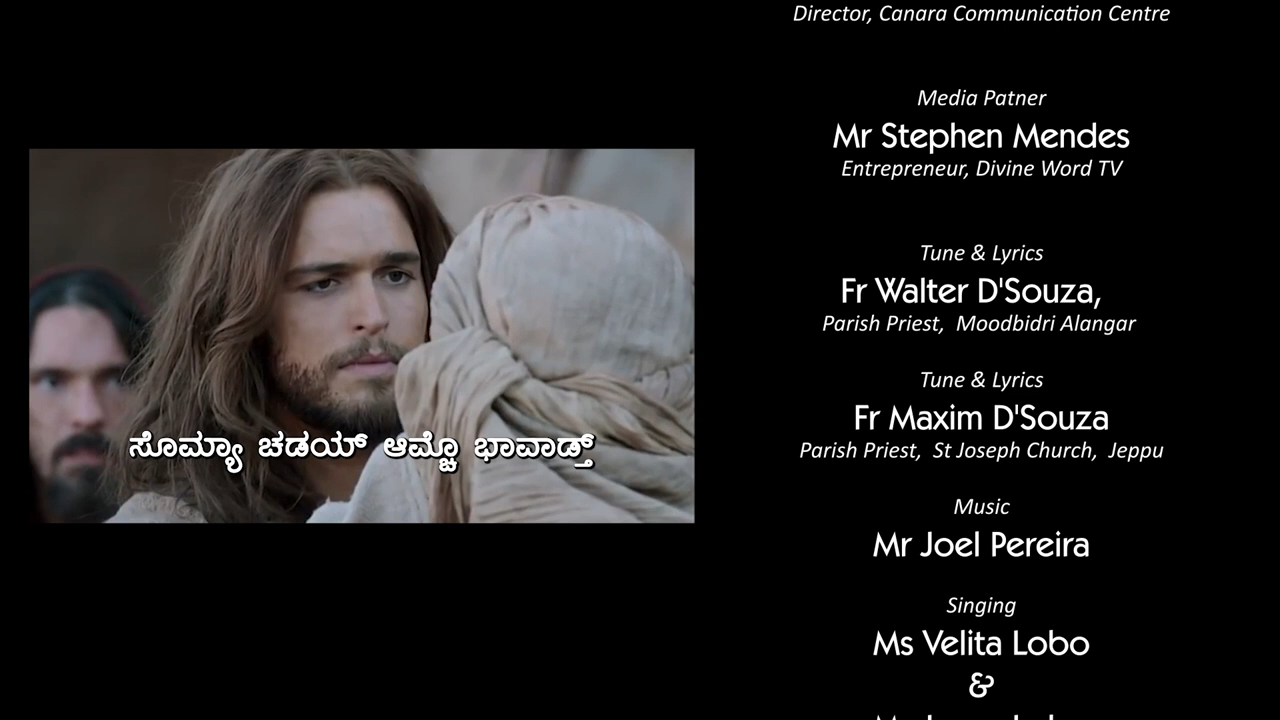 Director, Canara Communication Centre
Media Patner
Mr Stephen Mendes
Entrepreneur, Divine Word TV
Tune & Lyrics
Fr Walter D'Souza,
Parish Priest, Moodbidri Alangar
Tune & Lyrics
Fr Maxim D'Souza
Parish Priest, St Joseph Church, Jeppu
Music
Mr Joel Pereira
Singing
Ms Velita Lobo
&
ಸೊಮ್ಯಾ ಚಡಯ್ ಆಮ್ಚೊ ಭಾವಾಡ್ತ್